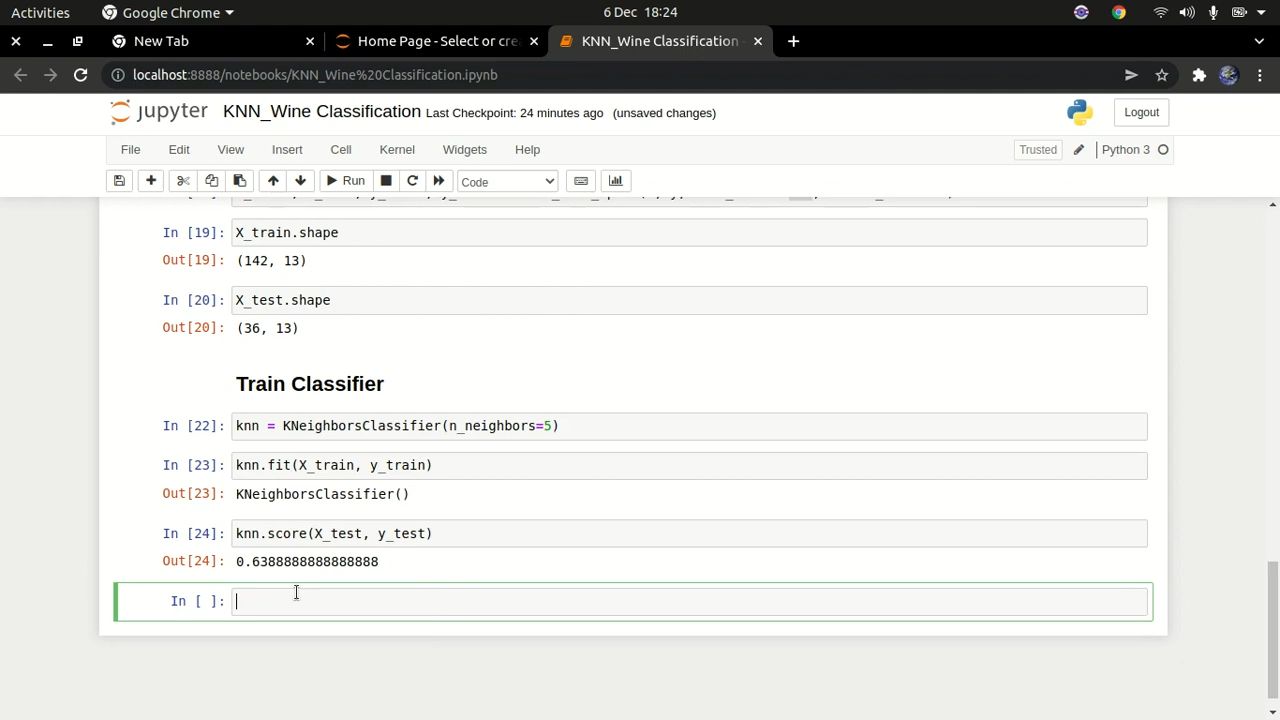 Activities Google Chrome 6 Dec 18:24
New Tab Home Page - Select or cre KNN_Wine Classification
localhost:8888/notebooks/KNN_Wine%20Classification.ipynb
jupyter KNN_Wine Classification Last Checkpoint: 24 minutes ago (unsaved changes) Logout
File Edit View Insert Cell Kernel Widgets Help Trusted Python 3
Run Code
In [19]: X_train.shape
Out[19]: (142, 13)
In [20]: X_test.shape
Out[20]: (36, 13)
Train Classifier
In [22]: knn = KNeighborsClassifier(n_neighbors=5)
In [23]: knn.fit(X_train, y_train)
Out[23]: KNeighborsClassifier()
In [24]: knn.score(X_test, y_test)
Out[24]: 0.6388888888888888
In [ ]: